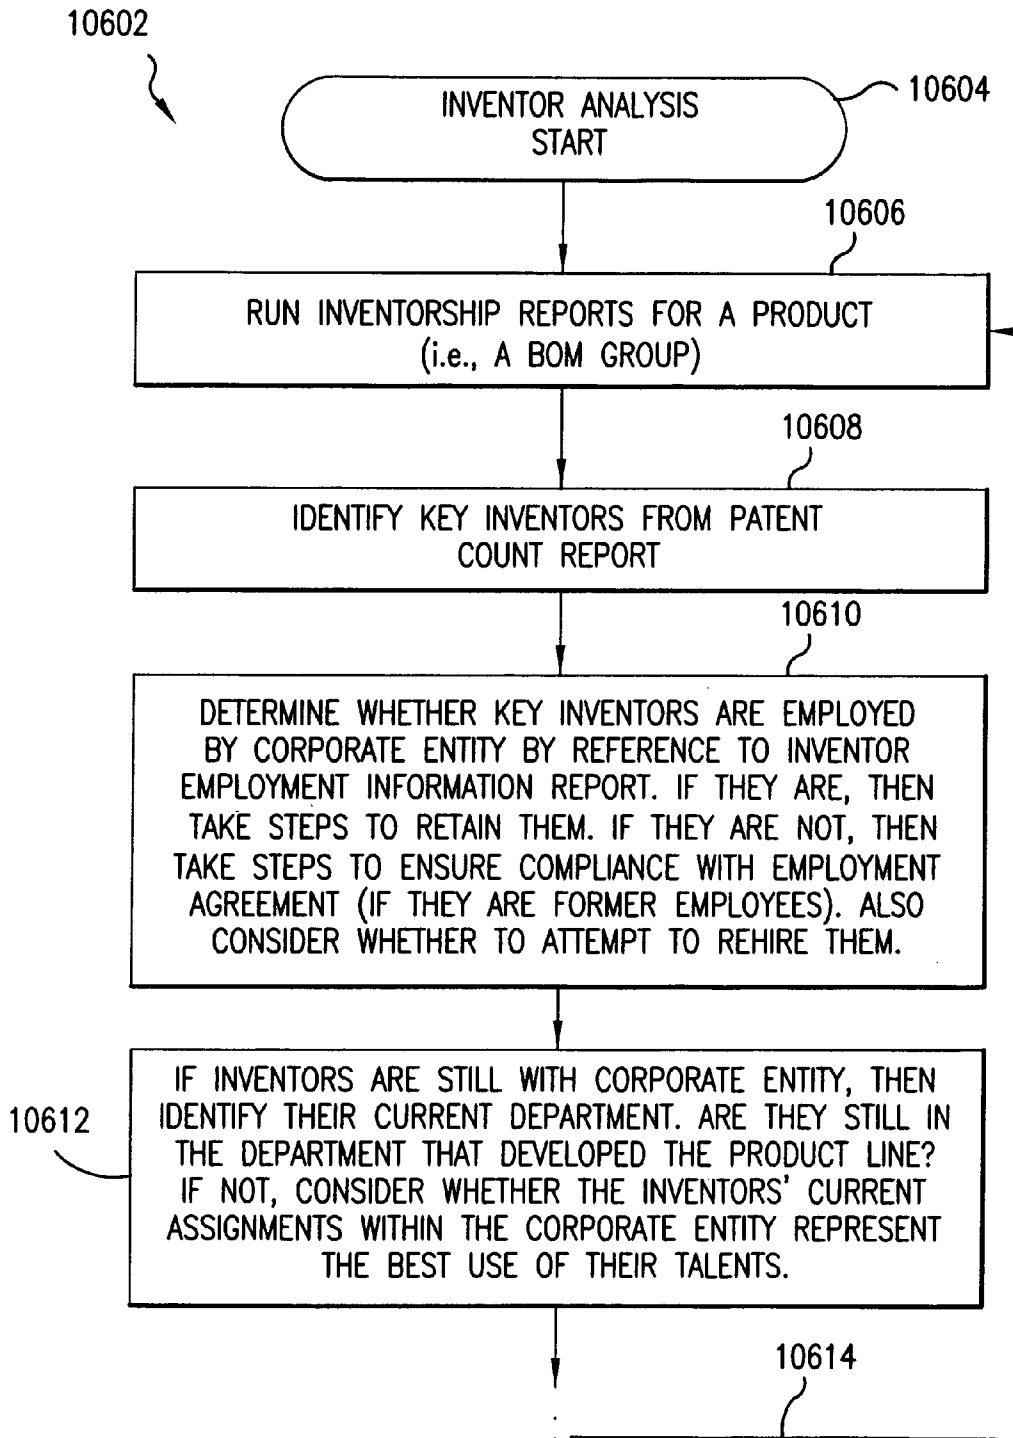 10602
INVENTOR ANALYSIS
START
10604
10606
RUN INVENTORSHIP REPORTS FOR A PRODUCT
(i.e., A BOM GROUP)
10608
IDENTIFY KEY INVENTORS FROM PATENT
COUNT REPORT
10610
DETERMINE WHETHER KEY INVENTORS ARE EMPLOYED
BY CORPORATE ENTITY BY REFERENCE TO INVENTOR
EMPLOYMENT INFORMATION REPORT. IF THEY ARE, THEN
TAKE STEPS TO RETAIN THEM. IF THEY ARE NOT, THEN
TAKE STEPS TO ENSURE COMPLIANCE WITH EMPLOYMENT
AGREEMENT (IF THEY ARE FORMER EMPLOYEES). ALSO
CONSIDER WHETHER TO ATTEMPT TO REHIRE THEM.
10612
IF INVENTORS ARE STILL WITH CORPORATE ENTITY, THEN
IDENTIFY THEIR CURRENT DEPARTMENT. ARE THEY STILL IN
THE DEPARTMENT THAT DEVELOPED THE PRODUCT LINE?
IF NOT, CONSIDER WHETHER THE INVENTORS' CURRENT
ASSIGNMENTS WITHIN THE CORPORATE ENTITY REPRESENT
THE BEST USE OF THEIR TALENTS.
10614